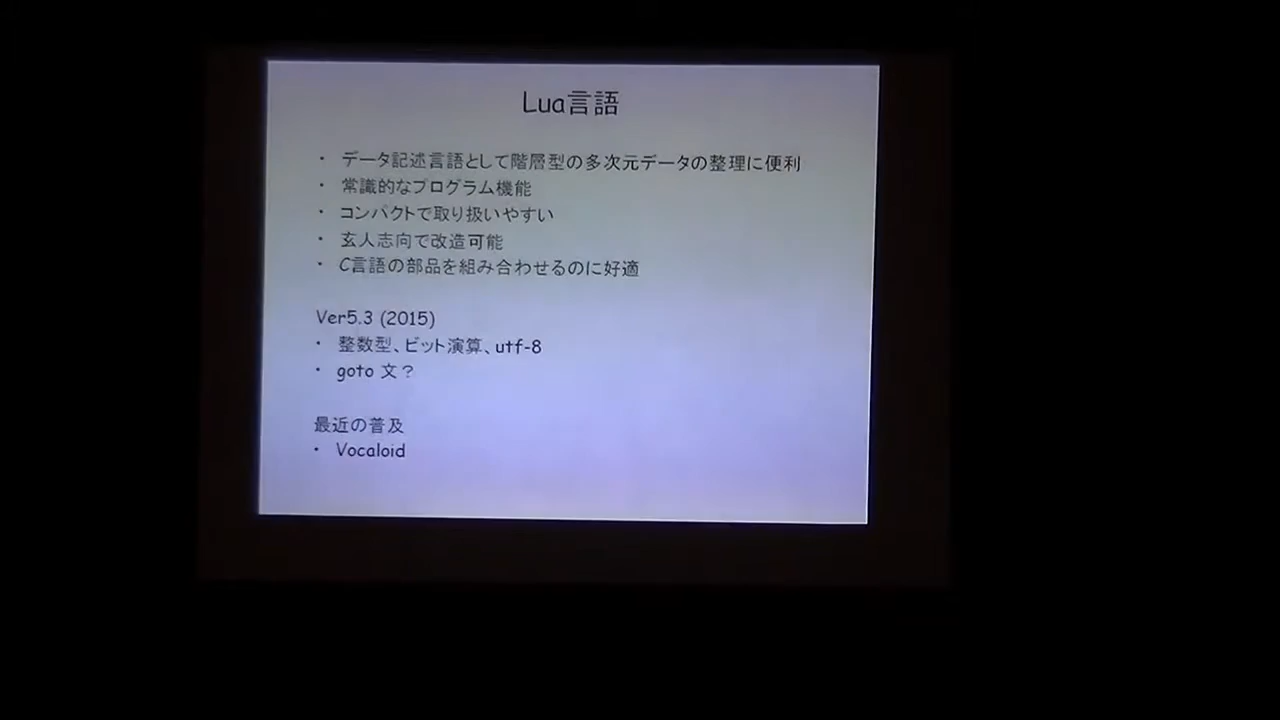 Lua言語
・ データ記述言語として階層型の多次元データの整理に便利
・ 常識的なプログラム機能
・ コンパクトで取り扱いやすい
・ 玄人志向で改造可能
・ C言語の部品を組み合わせるのに好適
Ver5.3 (2015)
・ 整数型、ビット演算、utf-8
・ goto 文？
最近の普及
・ Vocaloid